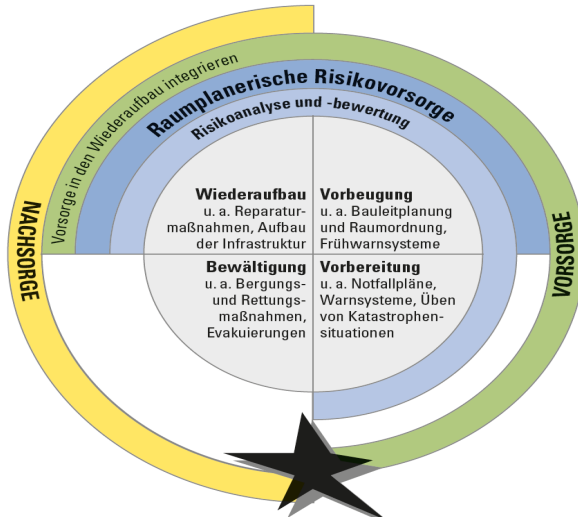 Vorsorge in den Wiederaufbau integrieren
Raumplanerische Risikovorsorge
Risikoanalyse und -bewertung
NACHSORGE
VORSORGE
Wiederaufbau
u. a. Reparatur-
maßnahmen, Aufbau
der Infrastruktur
Vorbeugung
u. a. Bauleitplanung
und Raumordnung,
Frühwarnsysteme
Bewältigung
u. a. Bergungs-
und Rettungs-
maßnahmen,
Evakuierungen
Vorbereitung
u. a. Notfallpläne,
Warnsysteme, Üben
von Katastrophen-
situationen